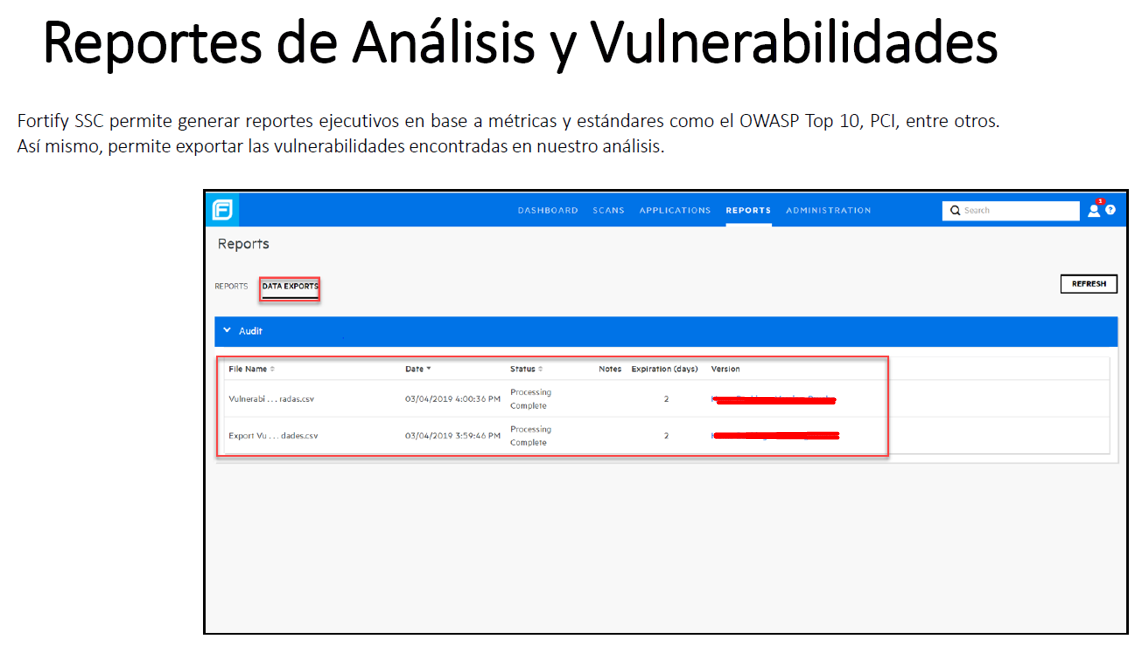 Reportes de Análisis y Vulnerabilidades
Fortify SSC permite generar reportes ejecutivos en base a métricas y estándares como el OWASP Top 10, PCI, entre otros.
Así mismo, permite exportar las vulnerabilidades encontradas en nuestro análisis.
DASHBOARD SCANS APPLICATIONS REPORTS ADMINISTRATION Search 1 ?
Reports
REPORTS DATA EXPORTS REFRESH
Audit
File Name Date Status Notes Expiration (days) Version
Vulnerabi ... radas.csv 03/04/2019 4:00:36 PM Processing Complete 2
Export Vu ... dades.csv 03/04/2019 3:59:46 PM Processing Complete 2